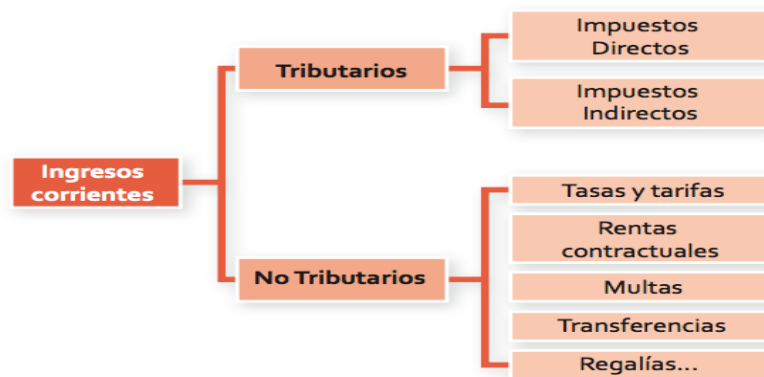 Ingresos
corrientes
Tributarios
Impuestos
Directos
Impuestos
Indirectos
No Tributarios
Tasas y tarifas
Rentas
contractuales
Multas
Transferencias
Regalías...